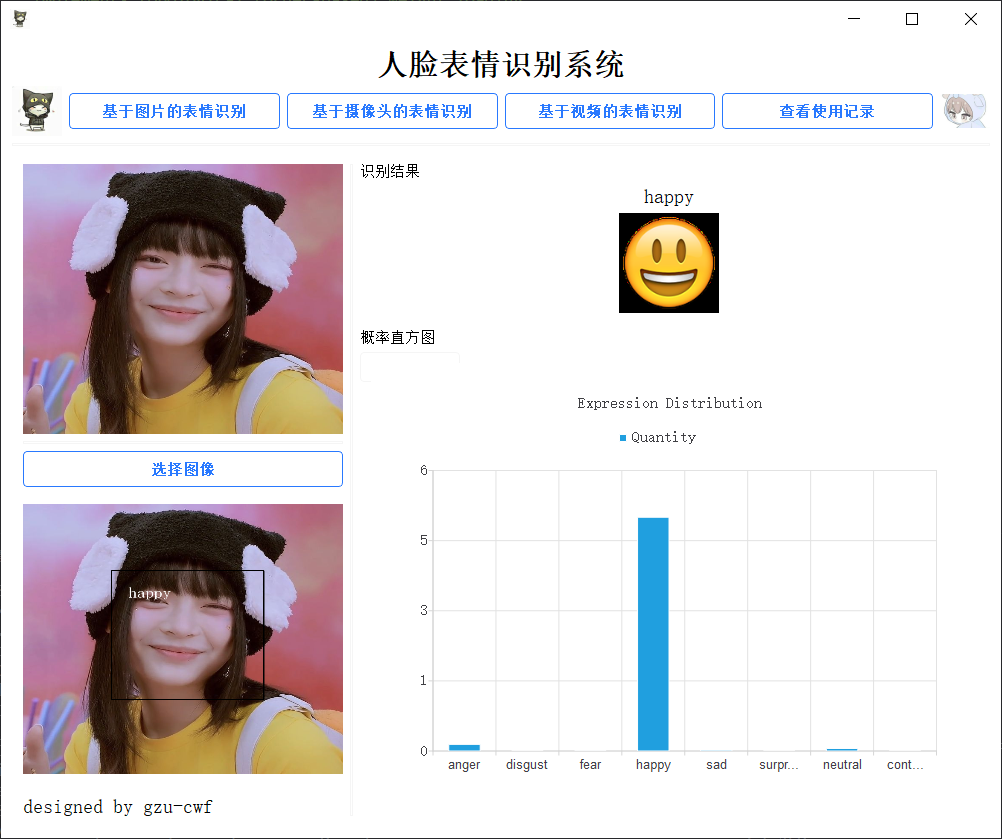 人脸表情识别系统
基于图片的表情识别
基于摄像头的表情识别
基于视频的表情识别
查看使用记录
识别结果
happy
概率直方图
Expression Distribution
Quantity
6
5
3
1
0
anger disgust fear happy sad surpr... neutral cont...
选择图像
happy
designed by gzu-cwf